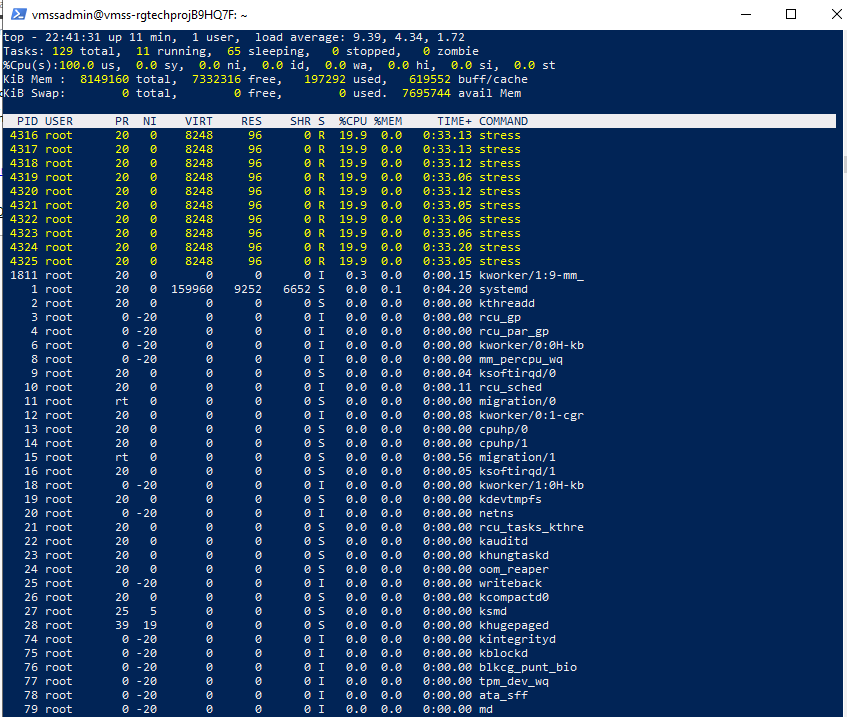 vmssadmin@vmss-rgtechprojB9HQ7F: ~
top - 22:41:31 up 11 min,  1 user,  load average: 9.39, 4.34, 1.72
Tasks: 129 total,  11 running,  65 sleeping,   0 stopped,   0 zombie
%Cpu(s):100.0 us,  0.0 sy,  0.0 ni,  0.0 id,  0.0 wa,  0.0 hi,  0.0 si,  0.0 st
KiB Mem :  8149160 total,  7332316 free,   197292 used,   619552 buff/cache
KiB Swap:        0 total,        0 free,        0 used.  7695744 avail Mem
PID USER      PR  NI    VIRT    RES    SHR S  %CPU %MEM     TIME+ COMMAND
4316 root      20   0    8248     96      0 R  19.9  0.0   0:33.13 stress
4317 root      20   0    8248     96      0 R  19.9  0.0   0:33.13 stress
4318 root      20   0    8248     96      0 R  19.9  0.0   0:33.12 stress
4319 root      20   0    8248     96      0 R  19.9  0.0   0:33.06 stress
4320 root      20   0    8248     96      0 R  19.9  0.0   0:33.12 stress
4321 root      20   0    8248     96      0 R  19.9  0.0   0:33.05 stress
4322 root      20   0    8248     96      0 R  19.9  0.0   0:33.06 stress
4323 root      20   0    8248     96      0 R  19.9  0.0   0:33.06 stress
4324 root      20   0    8248     96      0 R  19.9  0.0   0:33.20 stress
4325 root      20   0    8248     96      0 R  19.9  0.0   0:33.05 stress
1811 root      20   0       0      0      0 I   0.3  0.0   0:00.15 kworker/1:9-mm_
1 root      20   0  159960   9252   6652 S   0.0  0.1   0:04.20 systemd
2 root      20   0       0      0      0 S   0.0  0.0   0:00.00 kthreadd
3 root       0 -20       0      0      0 I   0.0  0.0   0:00.00 rcu_gp
4 root       0 -20       0      0      0 I   0.0  0.0   0:00.00 rcu_par_gp
6 root       0 -20       0      0      0 I   0.0  0.0   0:00.00 kworker/0:0H-kb
8 root       0 -20       0      0      0 I   0.0  0.0   0:00.00 mm_percpu_wq
9 root      20   0       0      0      0 S   0.0  0.0   0:00.04 ksoftirqd/0
10 root      20   0       0      0      0 I   0.0  0.0   0:00.11 rcu_sched
11 root      rt   0       0      0      0 S   0.0  0.0   0:00.00 migration/0
12 root      20   0       0      0      0 I   0.0  0.0   0:00.08 kworker/0:1-cgr
13 root      20   0       0      0      0 S   0.0  0.0   0:00.00 cpuhp/0
14 root      20   0       0      0      0 S   0.0  0.0   0:00.00 cpuhp/1
15 root      rt   0       0      0      0 S   0.0  0.0   0:00.56 migration/1
16 root      20   0       0      0      0 S   0.0  0.0   0:00.05 ksoftirqd/1
18 root       0 -20       0      0      0 I   0.0  0.0   0:00.00 kworker/1:0H-kb
19 root      20   0       0      0      0 S   0.0  0.0   0:00.00 kdevtmpfs
20 root       0 -20       0      0      0 I   0.0  0.0   0:00.00 netns
21 root      20   0       0      0      0 S   0.0  0.0   0:00.00 rcu_tasks_kthre
22 root      20   0       0      0      0 S   0.0  0.0   0:00.00 kauditd
23 root      20   0       0      0      0 S   0.0  0.0   0:00.00 khungtaskd
24 root      20   0       0      0      0 S   0.0  0.0   0:00.00 oom_reaper
25 root       0 -20       0      0      0 I   0.0  0.0   0:00.00 writeback
26 root      20   0       0      0      0 S   0.0  0.0   0:00.00 kcompactd0
27 root      25   5       0      0      0 S   0.0  0.0   0:00.00 ksmd
28 root      39  19       0      0      0 S   0.0  0.0   0:00.00 khugepaged
74 root       0 -20       0      0      0 I   0.0  0.0   0:00.00 kintegrityd
75 root       0 -20       0      0      0 I   0.0  0.0   0:00.00 kblockd
76 root       0 -20       0      0      0 I   0.0  0.0   0:00.00 blkcg_punt_bio
77 root       0 -20       0      0      0 I   0.0  0.0   0:00.00 tpm_dev_wq
78 root       0 -20       0      0      0 I   0.0  0.0   0:00.00 ata_sff
79 root       0 -20       0      0      0 I   0.0  0.0   0:00.00 md